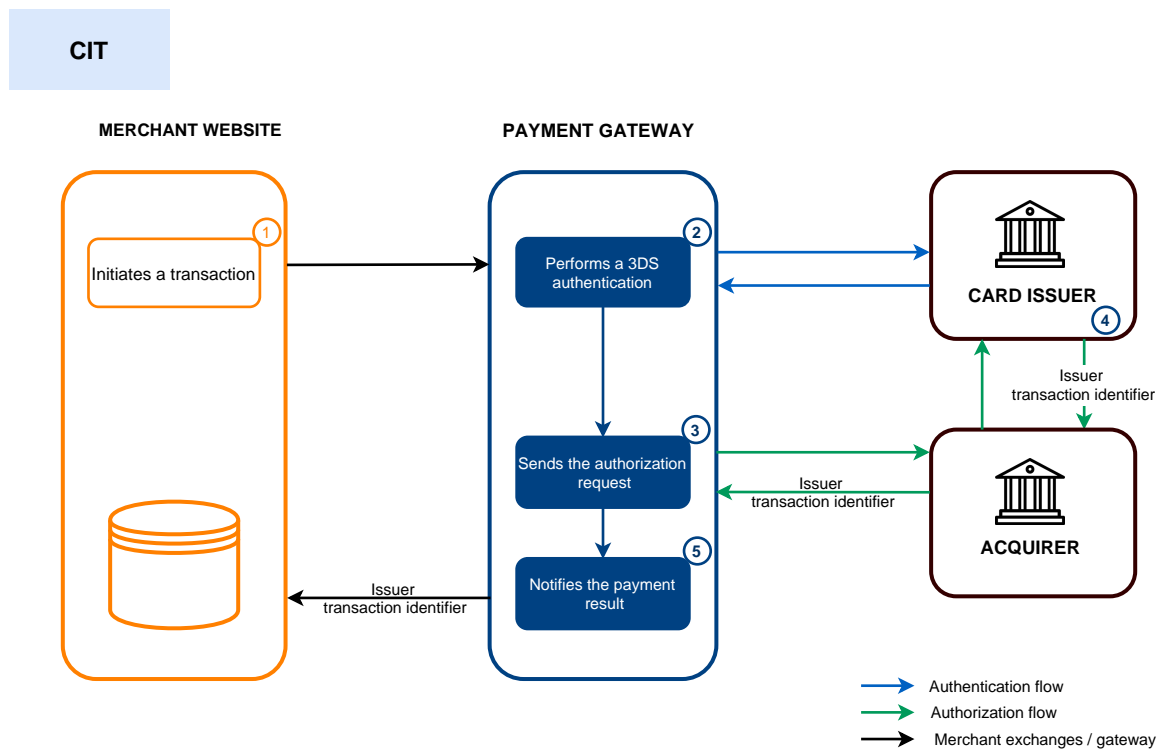 CIT
MERCHANT WEBSITE
PAYMENT GATEWAY
1
Initiates a transaction
2
Performs a 3DS
authentication
CARD ISSUER
4
Issuer
transaction identifier
3
Sends the authorization
request
Issuer
transaction identifier
ACQUIRER
5
Notifies the payment
result
Issuer
transaction identifier
Authentication flow
Authorization flow
Merchant exchanges / gateway